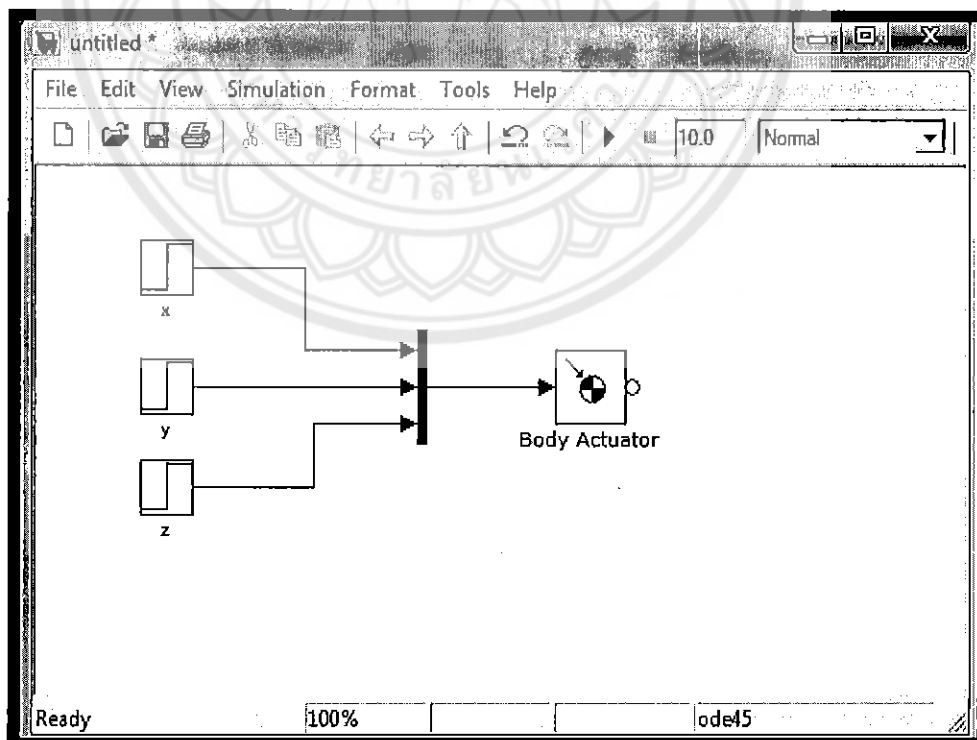 untitled *
File Edit View Simulation Format Tools Help
10.0 Normal
x
y
z
Body Actuator
Ready 100% ode45